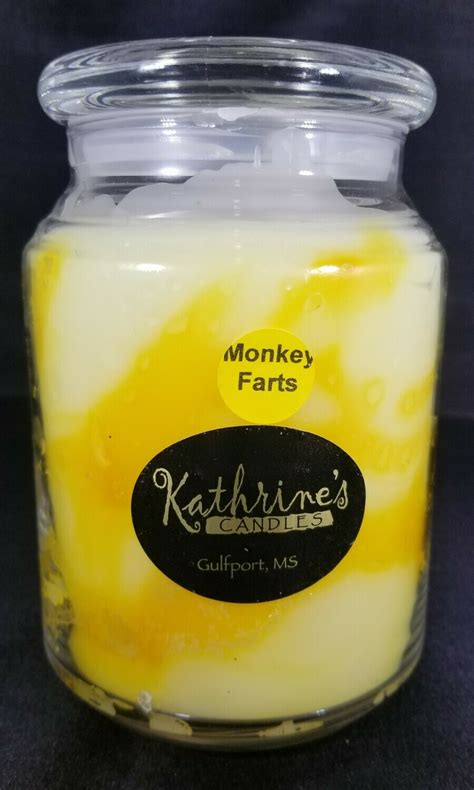 Monkey
Farts
Kathrine's
CANDLES
Gulfport, MS